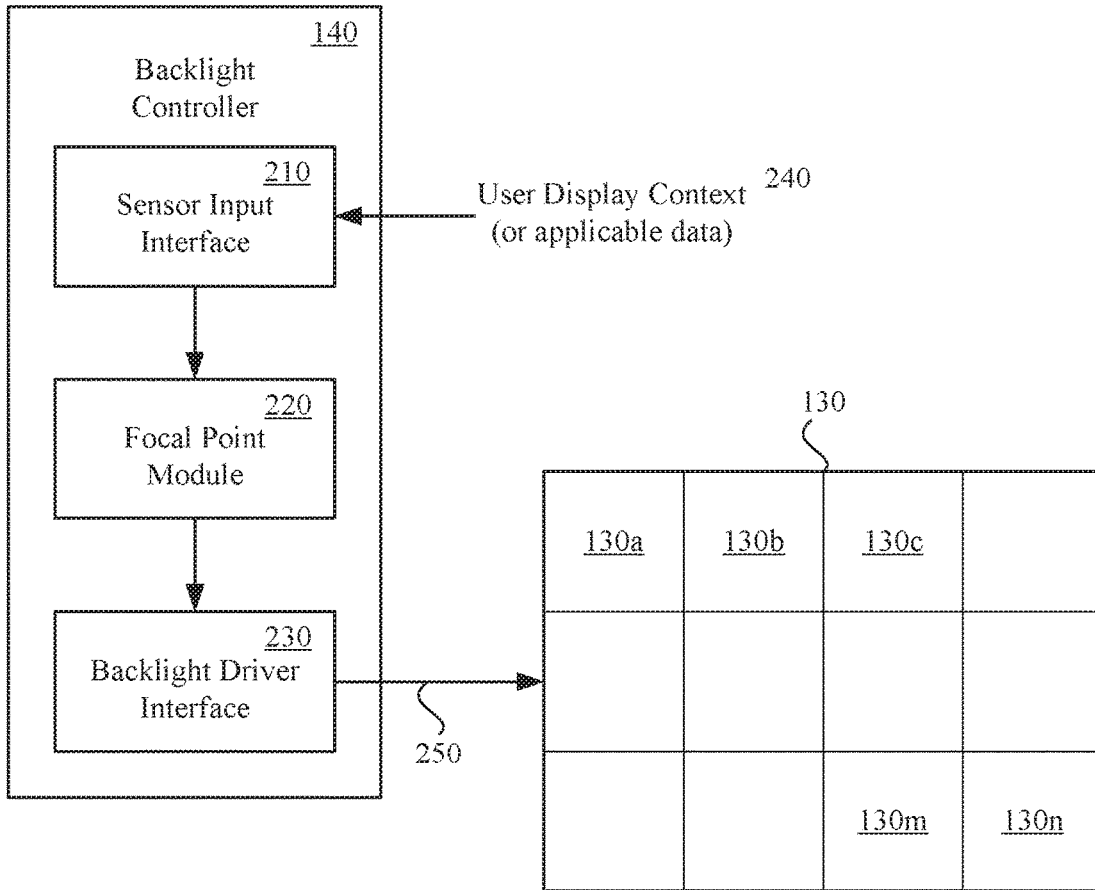 140
Backlight
Controller
210
Sensor Input
Interface
User Display Context 240
(or applicable data)
220
Focal Point
Module
130
130a 130b 130c
230
Backlight Driver
Interface
250
130m 130n